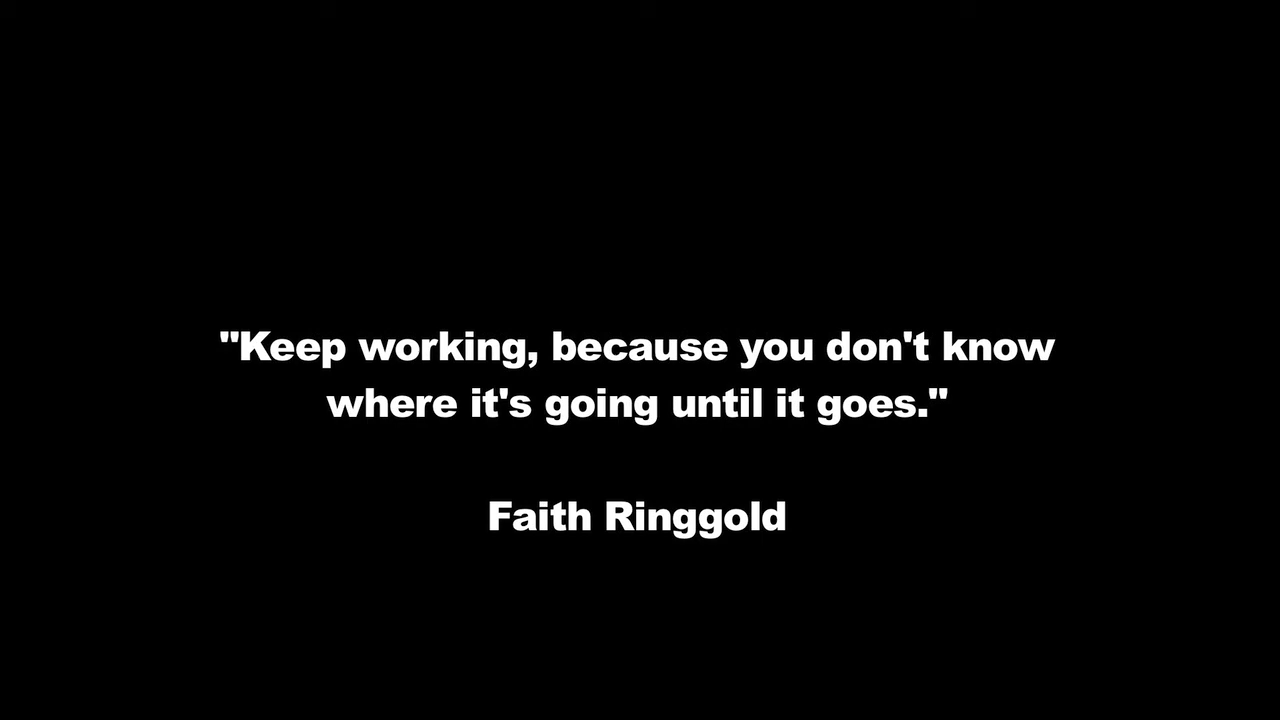 "Keep working, because you don't know
where it's going until it goes."
Faith Ringgold